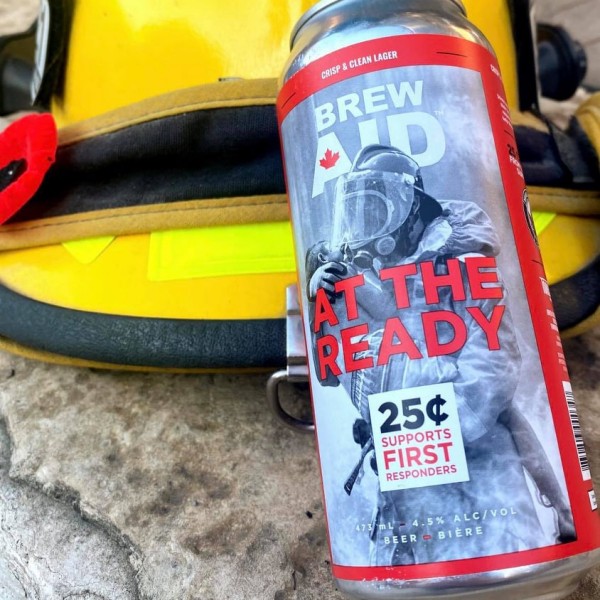 CRISP & CLEAN LAGER
BREW
AID™
AT THE
READY
25¢
SUPPORTS
FIRST
RESPONDERS
473 mL - 4.5% ALC/VOL
BEER - BIÈRE